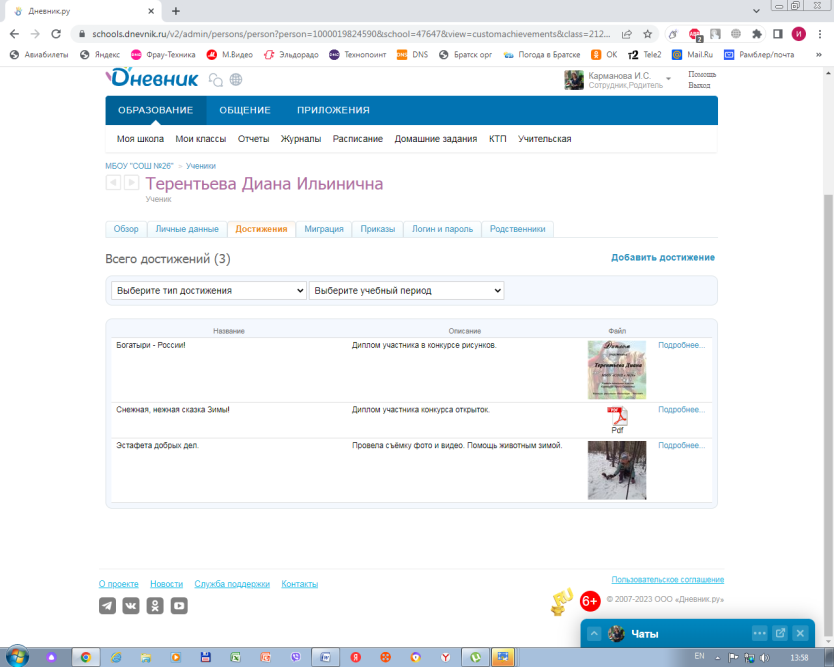 Дневник.ру
schools.dnevnik.ru/v2/admin/persons/person?person=1000019824590&school=47647&view=customachievements&class=212...
Авиабилеты Яндекс Фрау-Техника М.Видео Эльдорадо Технопоинт DNS Братск орг Погода в Братске OK Tele2 Mail.Ru Рамблер/почта »
Дневник
Карманова И.С.
Сотрудник,Родитель
Помощь
Выход
ОБРАЗОВАНИЕ ОБЩЕНИЕ ПРИЛОЖЕНИЯ
Моя школа Мои классы Отчеты Журналы Расписание Домашние задания КТП Учительская
МБОУ "СОШ №26" » Ученики
Терентьева Диана Ильинична
Ученик
Обзор Личные данные Достижения Миграция Приказы Логин и пароль Родственники
Всего достижений (3) Добавить достижение
Выберите тип достижения Выберите учебный период
Название Описание Файл
Богатыри - России! Диплом участника в конкурсе рисунков. Подробнее...
Диплом
Терентьева Диана
Снежная, нежная сказка Зимы! Диплом участника конкурса открыток. Подробнее...
PDF
Pdf
Эстафета добрых дел. Провела съёмку фото и видео. Помощь животным зимой. Подробнее...
О проекте Новости Служба поддержки Контакты
Пользовательское соглашение
6+ © 2007-2023 ООО «Дневник.ру»
Чаты
EN 13:58